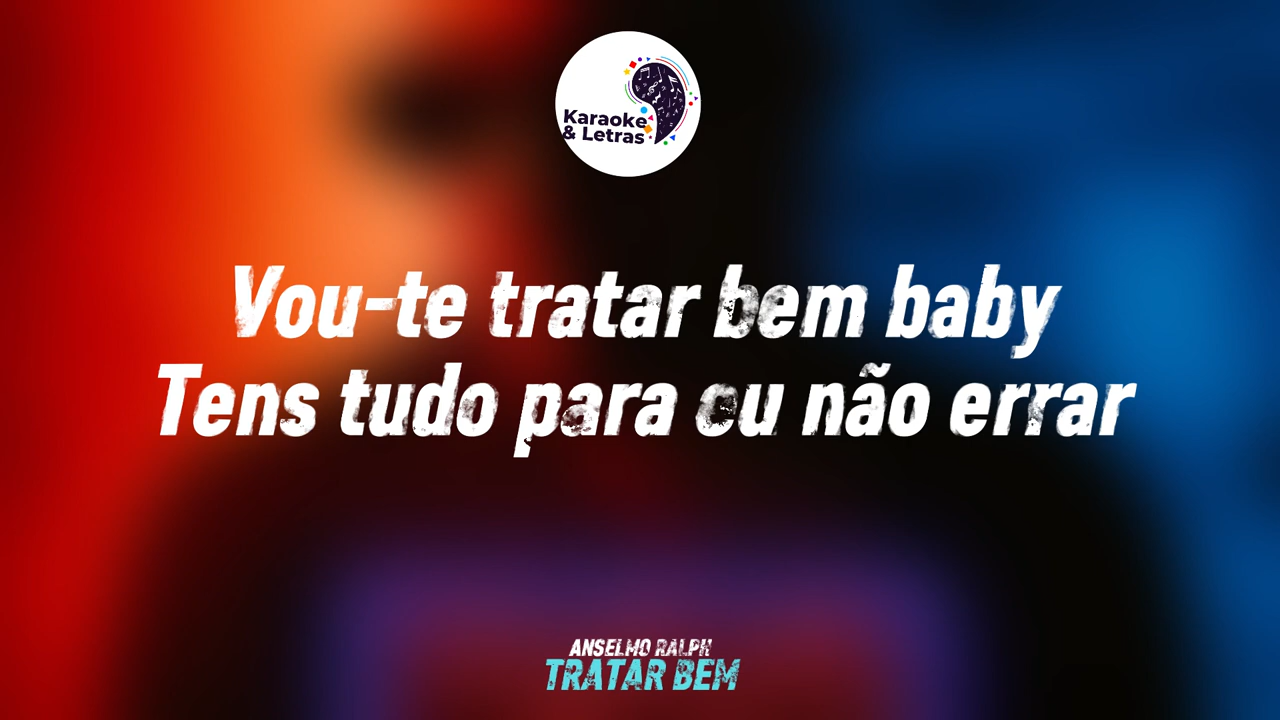 Karaoke
& Letras
Vou-te tratar bem baby
Tens tudo para eu não errar
ANSELMO RALPH
TRATAR BEM